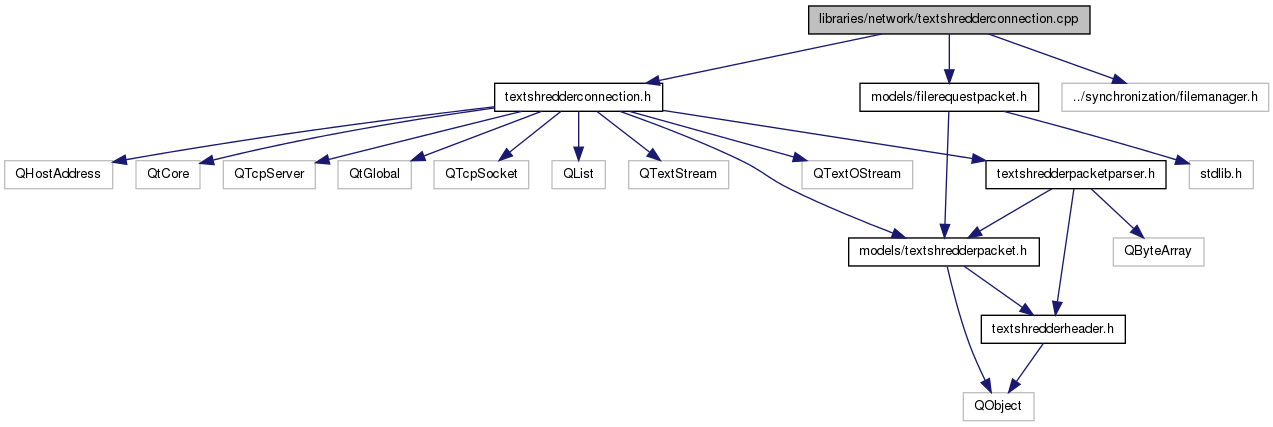 libraries/network/textshredderconnection.cpp
textshredderconnection.h
models/filerequestpacket.h
../synchronization/filemanager.h
QHostAddress
QtCore
QTcpServer
QtGlobal
QTcpSocket
QList
QTextStream
QTextOStream
textshredderpacketparser.h
stdlib.h
models/textshredderpacket.h
QByteArray
textshredderheader.h
QObject